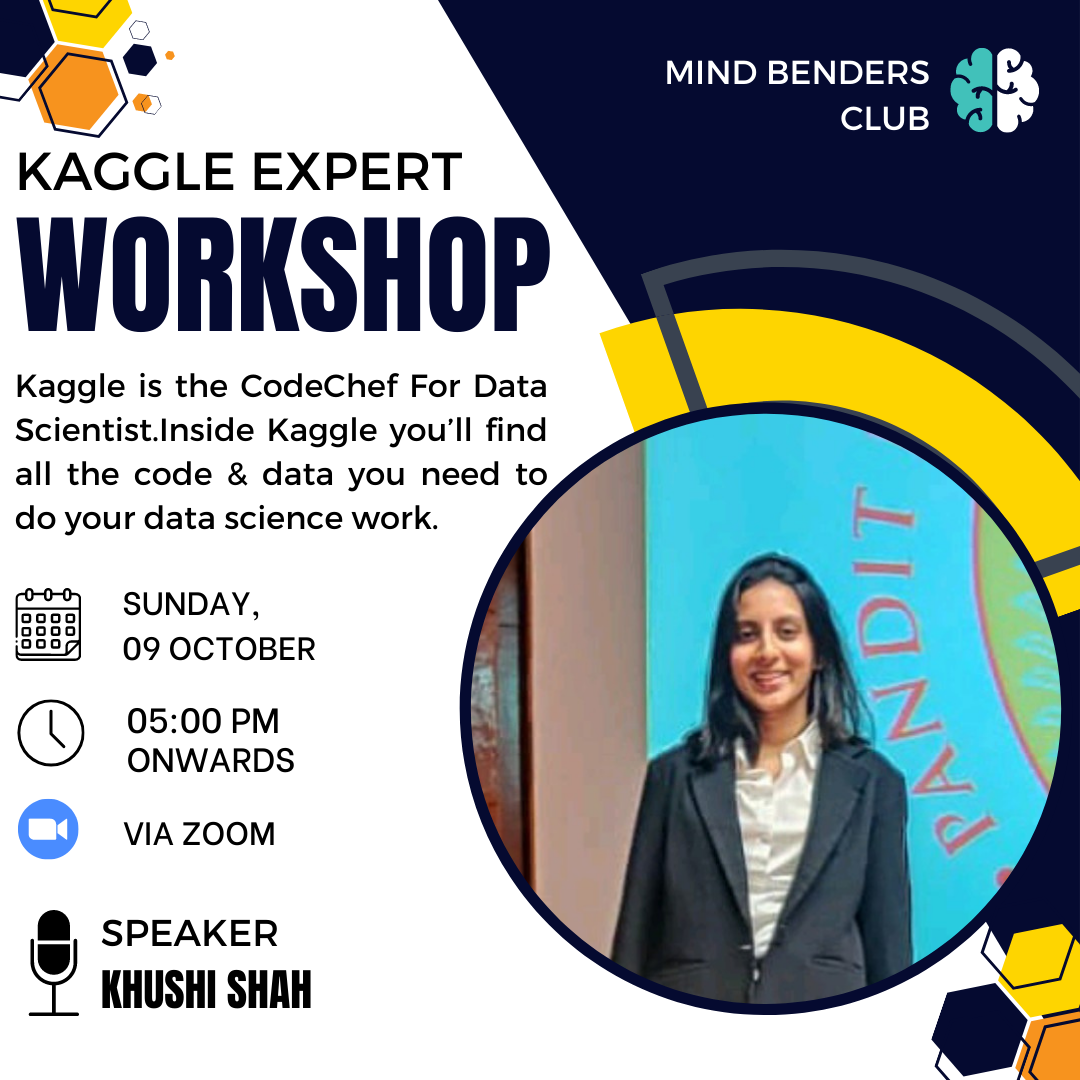 MIND BENDERS
CLUB
KAGGLE EXPERT
WORKSHOP
Kaggle is the CodeChef For Data
Scientist.Inside Kaggle you’ll find
all the code & data you need to
do your data science work.
SUNDAY,
09 OCTOBER
05:00 PM
ONWARDS
VIA ZOOM
SPEAKER
KHUSHI SHAH
PANDIT